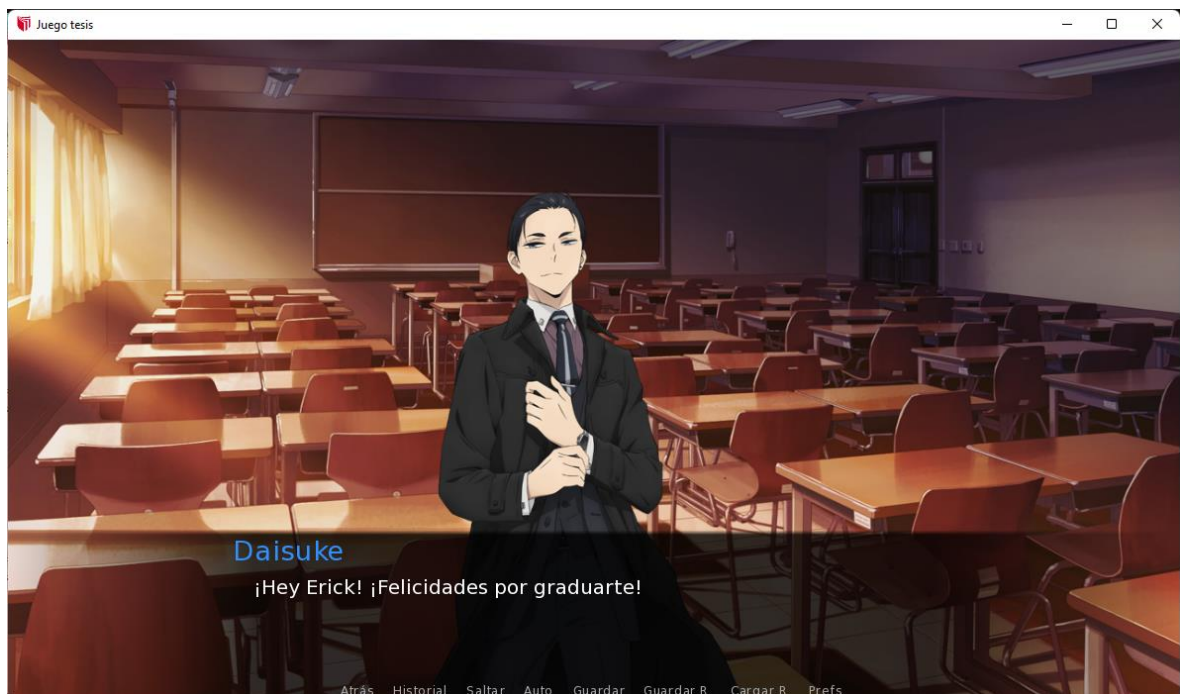 Juego tesis
Daisuke
¡Hey Erick! ¡Felicidades por graduarte!
Atrás Historial Saltar Auto Guardar Guardar R. Cargar R. Prefs